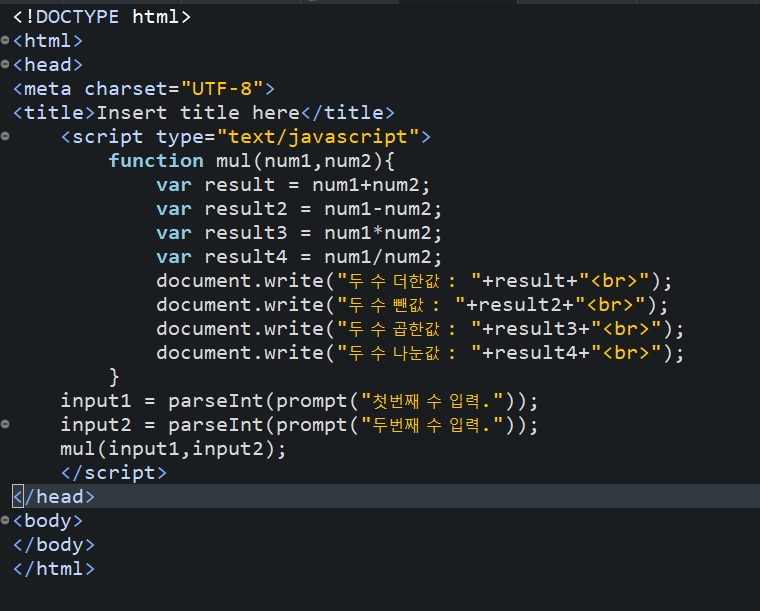 <!DOCTYPE html>
<html>
<head>
<meta charset="UTF-8">
<title>Insert title here</title>
    <script type="text/javascript">
        function mul(num1,num2){
            var result = num1+num2;
            var result2 = num1-num2;
            var result3 = num1*num2;
            var result4 = num1/num2;
            document.write("두 수 더한값 : "+result+"<br>");
            document.write("두 수 뺀값 : "+result2+"<br>");
            document.write("두 수 곱한값 : "+result3+"<br>");
            document.write("두 수 나눈값 : "+result4+"<br>");
        }
    input1 = parseInt(prompt("첫번째 수 입력."));
    input2 = parseInt(prompt("두번째 수 입력."));
    mul(input1,input2);
    </script>
</head>
<body>
</body>
</html>